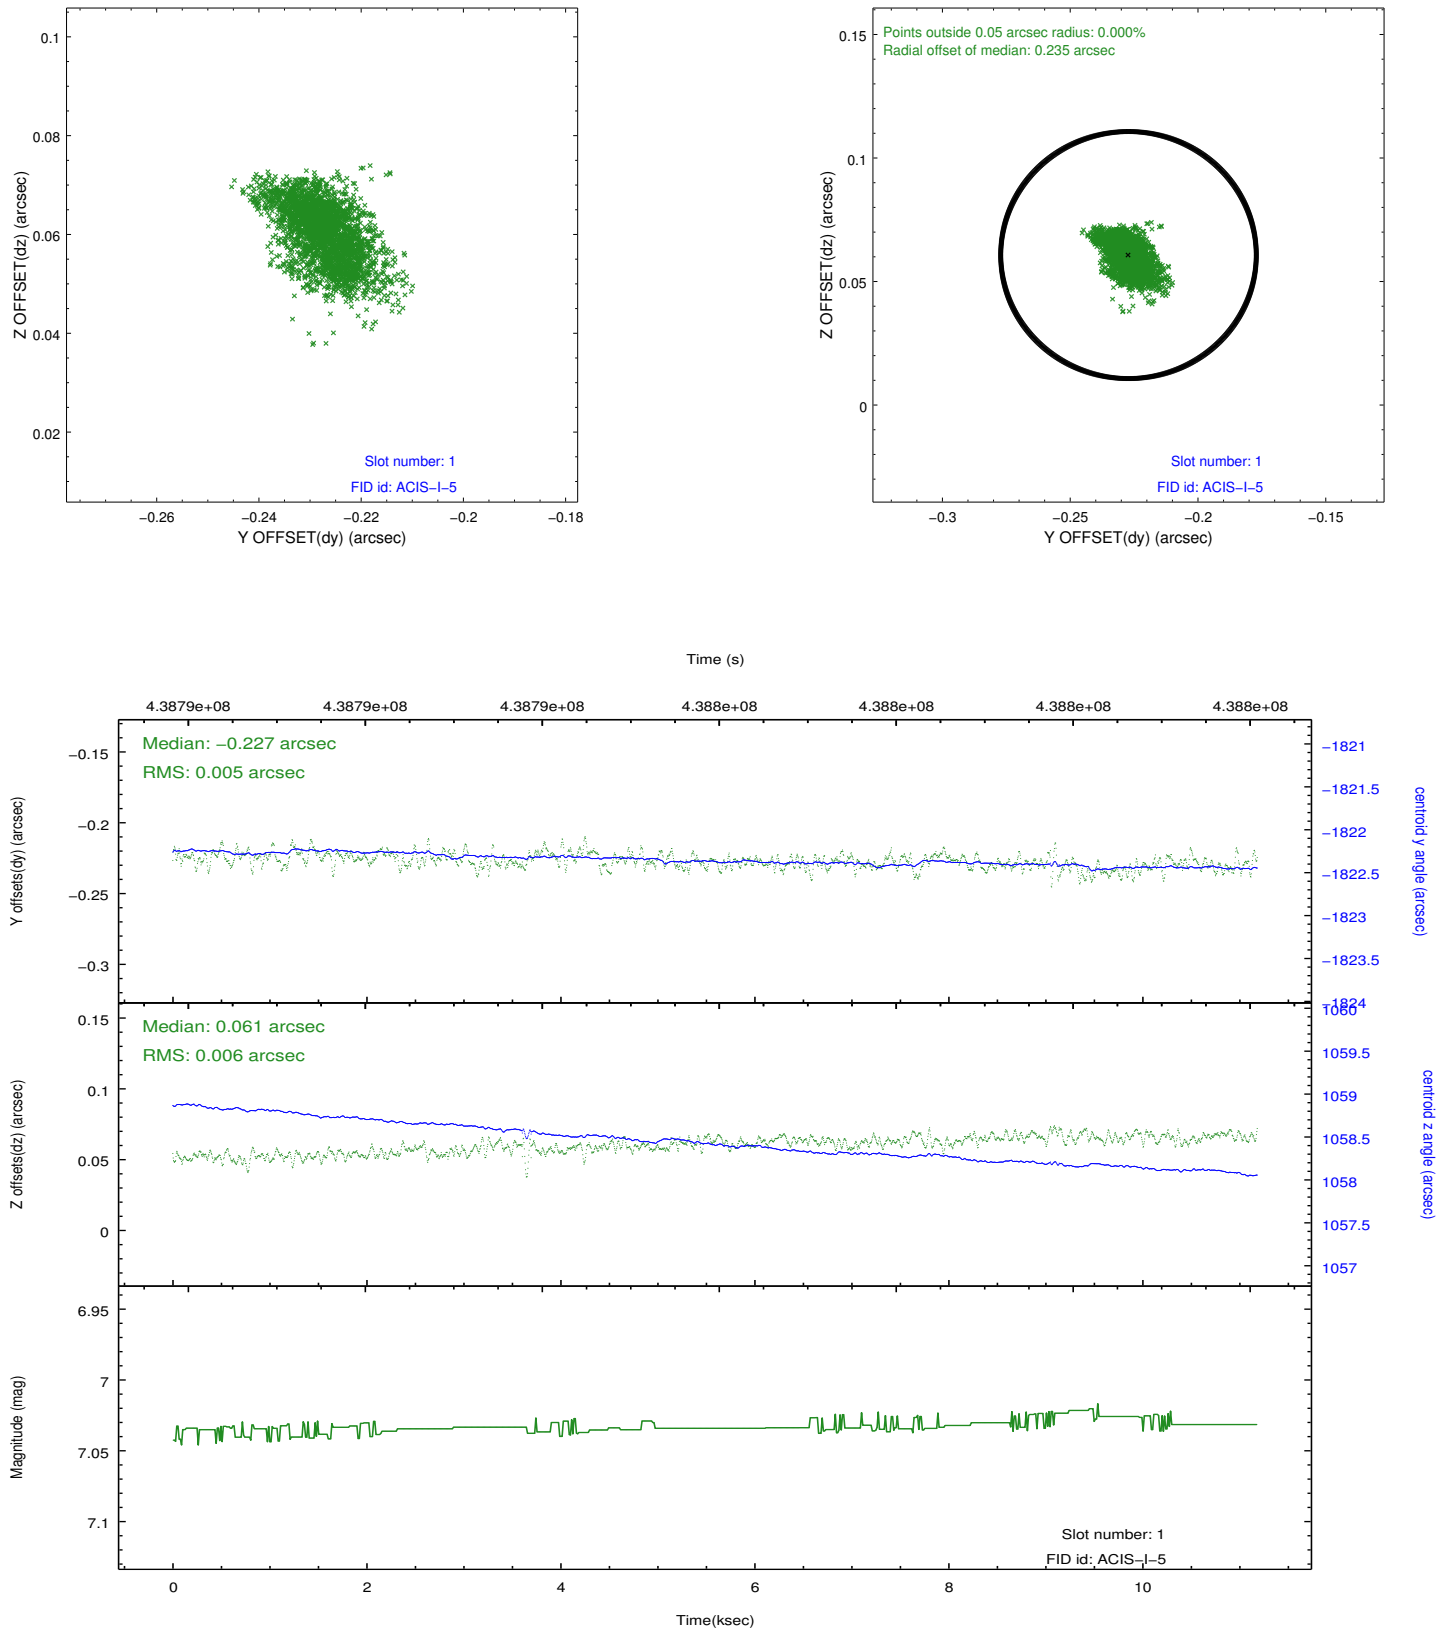 0.1
0.08
0.06
0.04
0.02
Z OFFSET(dz) (arcsec)
Slot number: 1
FID id: ACIS−I−5
−0.26 −0.24 −0.22 −0.2 −0.18
Y OFFSET(dy) (arcsec)
Points outside 0.05 arcsec radius: 0.000%
Radial offset of median: 0.235 arcsec
0.15
0.1
0.05
0
Z OFFSET(dz) (arcsec)
Slot number: 1
FID id: ACIS−I−5
−0.3 −0.25 −0.2 −0.15
Y OFFSET(dy) (arcsec)
Time (s)
4.3879e+08 4.3879e+08 4.3879e+08 4.388e+08 4.388e+08 4.388e+08 4.388e+08
Median: −0.227 arcsec
RMS: 0.005 arcsec
−0.15
−0.2
−0.25
−0.3
Y offsets(dy) (arcsec)
−1821
−1821.5
−1822
−1822.5
−1823
−1823.5
−1824
centroid y angle (arcsec)
Median: 0.061 arcsec
RMS: 0.006 arcsec
0.15
0.1
0.05
0
Z offsets(dz) (arcsec)
1060
1059.5
1059
1058.5
1058
1057.5
1057
centroid z angle (arcsec)
6.95
7
7.05
7.1
Magnitude (mag)
Slot number: 1
FID id: ACIS−I−5
0 2 4 6 8 10
Time(ksec)